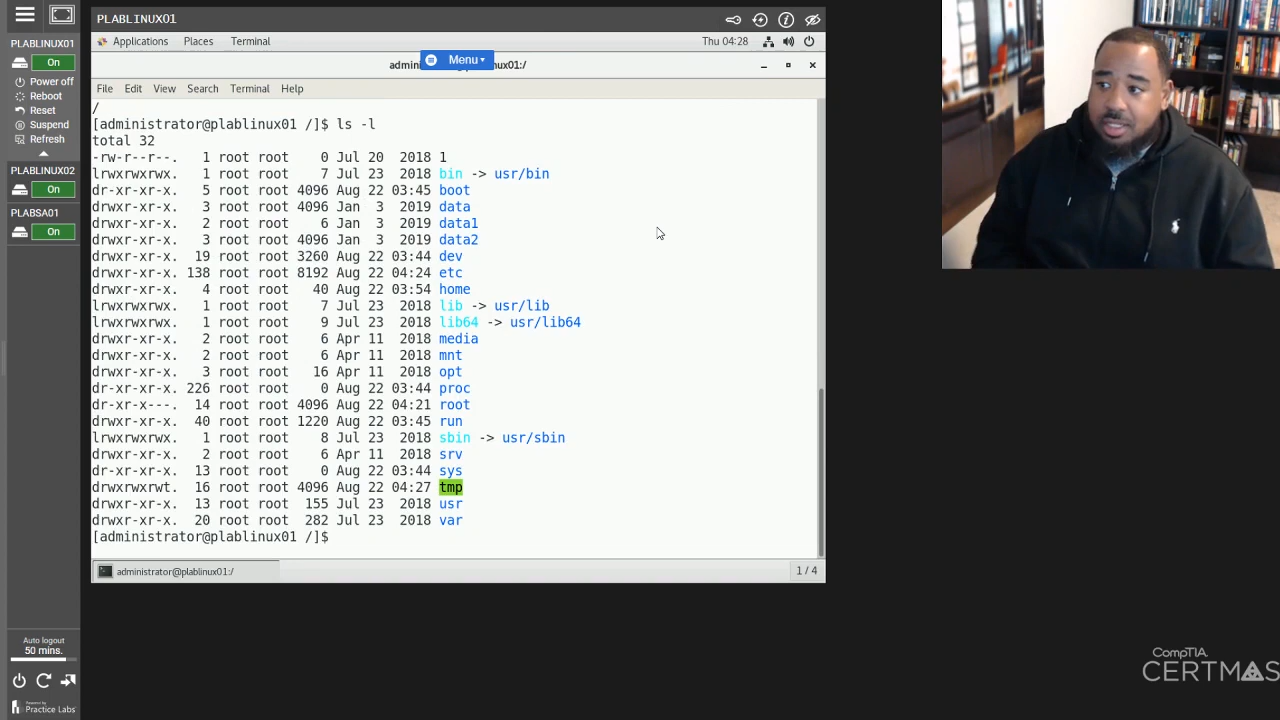 PLABLINUX01
On
Power off
Reboot
Reset
Suspend
Refresh
PLABLINUX02
On
PLABSA01
On
Auto logout
50 mins.
Powered by
Practice Labs
PLABLINUX01
Applications Places Terminal Thu 04:28
Menu
File Edit View Search Terminal Help
/
[administrator@plablinux01 /]$ ls -l
total 32
-rw-r--r--. 1 root root 0 Jul 20 2018 1
lrwxrwxrwx. 1 root root 7 Jul 23 2018 bin -> usr/bin
dr-xr-xr-x. 5 root root 4096 Aug 22 03:45 boot
drwxr-xr-x. 3 root root 4096 Jan 3 2019 data
drwxr-xr-x. 2 root root 6 Jan 3 2019 data1
drwxr-xr-x. 3 root root 4096 Jan 3 2019 data2
drwxr-xr-x. 19 root root 3260 Aug 22 03:44 dev
drwxr-xr-x. 138 root root 8192 Aug 22 04:24 etc
drwxr-xr-x. 4 root root 40 Aug 22 03:54 home
lrwxrwxrwx. 1 root root 7 Jul 23 2018 lib -> usr/lib
lrwxrwxrwx. 1 root root 9 Jul 23 2018 lib64 -> usr/lib64
drwxr-xr-x. 2 root root 6 Apr 11 2018 media
drwxr-xr-x. 2 root root 6 Apr 11 2018 mnt
drwxr-xr-x. 3 root root 16 Apr 11 2018 opt
dr-xr-xr-x. 226 root root 0 Aug 22 03:44 proc
dr-xr-x---. 14 root root 4096 Aug 22 04:21 root
drwxr-xr-x. 40 root root 1220 Aug 22 03:45 run
lrwxrwxrwx. 1 root root 8 Jul 23 2018 sbin -> usr/sbin
drwxr-xr-x. 2 root root 6 Apr 11 2018 srv
dr-xr-xr-x. 13 root root 0 Aug 22 03:44 sys
drwxrwxrwt. 16 root root 4096 Aug 22 04:27 tmp
drwxr-xr-x. 13 root root 155 Jul 23 2018 usr
drwxr-xr-x. 20 root root 282 Jul 23 2018 var
[administrator@plablinux01 /]$
administrator@plablinux01:/ 1 / 4
CompTIA.
CERTMAS